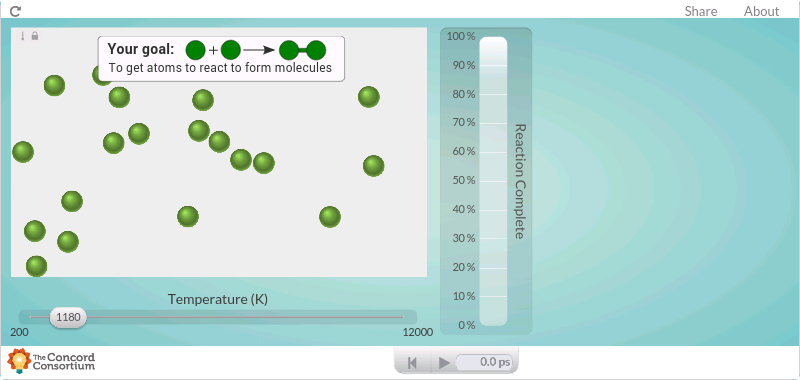 Share About
Your goal: +
To get atoms to react to form molecules
100 %
90 %
80 %
70 %
60 %
50 %
40 %
30 %
20 %
10 %
0 %
Reaction Complete
Temperature (K)
1180
200 12000
The Concord
Consortium
0.0 ps